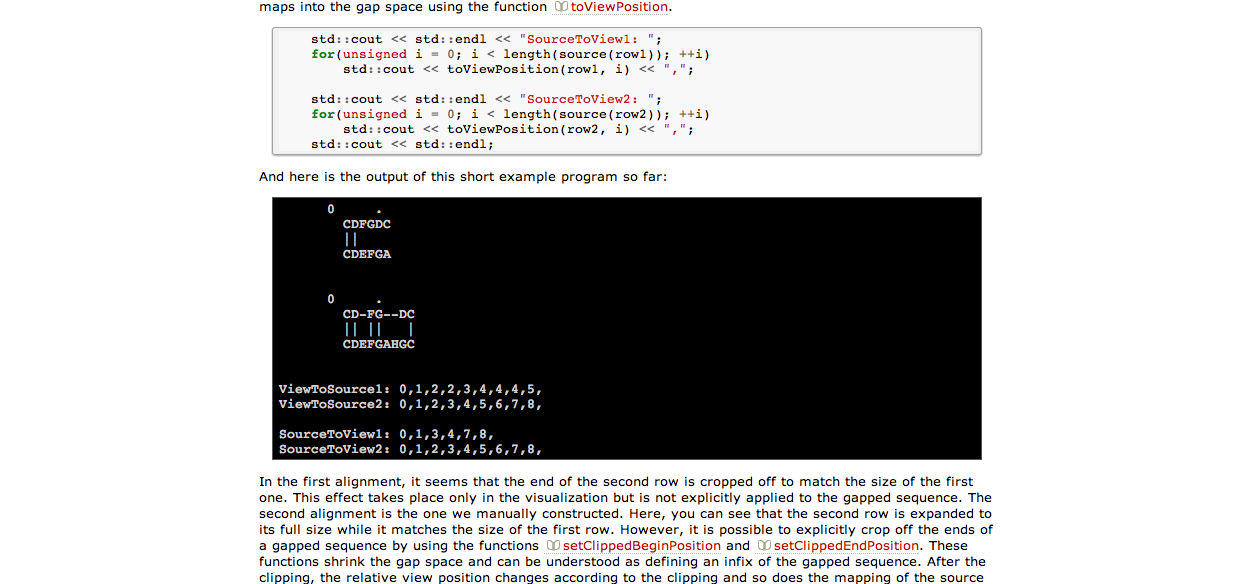 maps into the gap space using the function toViewPosition.
std::cout << std::endl << "SourceToView1: ";
for(unsigned i = 0; i < length(source(row1)); ++i)
std::cout << toViewPosition(row1, i) << ",";
std::cout << std::endl << "SourceToView2: ";
for(unsigned i = 0; i < length(source(row2)); ++i)
std::cout << toViewPosition(row2, i) << ",";
std::cout << std::endl;
And here is the output of this short example program so far:
0 .
CDFGDC
||
CDEFGA
0 .
CD-FG--DC
|| ||  |
CDEFGAHGC
ViewToSource1: 0,1,2,2,3,4,4,4,5,
ViewToSource2: 0,1,2,3,4,5,6,7,8,
SourceToView1: 0,1,3,4,7,8,
SourceToView2: 0,1,2,3,4,5,6,7,8,
In the first alignment, it seems that the end of the second row is cropped off to match the size of the first
one. This effect takes place only in the visualization but is not explicitly applied to the gapped sequence. The
second alignment is the one we manually constructed. Here, you can see that the second row is expanded to
its full size while it matches the size of the first row. However, it is possible to explicitly crop off the ends of
a gapped sequence by using the functions setClippedBeginPosition and setClippedEndPosition. These
functions shrink the gap space and can be understood as defining an infix of the gapped sequence. After the
clipping, the relative view position changes according to the clipping and so does the mapping of the source